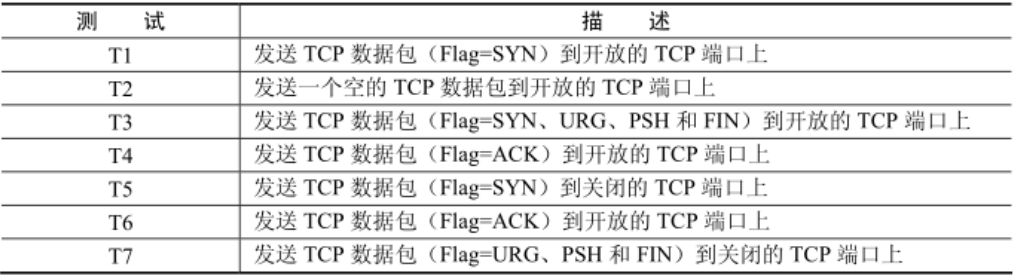 测 试 描 述
T1 发送 TCP 数据包（Flag=SYN）到开放的 TCP 端口上
T2 发送一个空的 TCP 数据包到开放的 TCP 端口上
T3 发送 TCP 数据包（Flag=SYN、URG、PSH 和 FIN）到开放的 TCP 端口上
T4 发送 TCP 数据包（Flag=ACK）到开放的 TCP 端口上
T5 发送 TCP 数据包（Flag=SYN）到关闭的 TCP 端口上
T6 发送 TCP 数据包（Flag=ACK）到开放的 TCP 端口上
T7 发送 TCP 数据包（Flag=URG、PSH 和 FIN）到关闭的 TCP 端口上